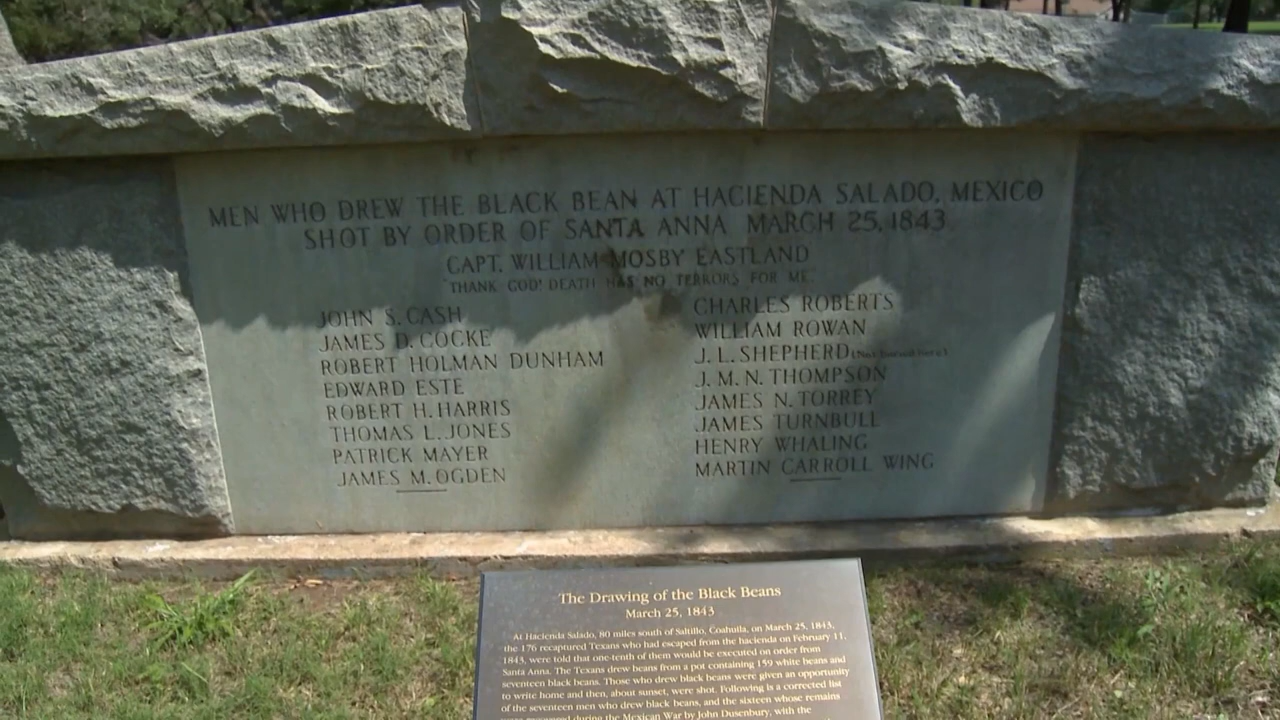 MEN WHO DREW THE BLACK BEAN AT HACIENDA SALADO, MEXICO
SHOT BY ORDER OF SANTA ANNA MARCH 25, 1843
CAPT. WILLIAM MOSBY EASTLAND
"THANK GOD! DEATH HAS NO TERRORS FOR ME."
JOHN S. CASH
JAMES D. COCKE
ROBERT HOLMAN DUNHAM
EDWARD ESTE
ROBERT H. HARRIS
THOMAS L. JONES
PATRICK MAYER
JAMES M. OGDEN
CHARLES ROBERTS
WILLIAM ROWAN
J. L. SHEPHERD (Not buried here)
J. M. N. THOMPSON
JAMES N. TORREY
JAMES TURNBULL
HENRY WHALING
MARTIN CARROLL WING
The Drawing of the Black Beans
March 25, 1843
At Hacienda Salado, 80 miles south of Saltillo, Coahuila, on March 25, 1843,
the 176 recaptured Texans who had escaped from the hacienda on February 11,
1843, were told that one-tenth of them would be executed on order from
Santa Anna. The Texans drew beans from a pot containing 159 white beans and
seventeen black beans. Those who drew black beans were given an opportunity
to write home and then, about sunset, were shot. Following is a corrected list
of the seventeen men who drew black beans, and the sixteen whose remains
were recovered during the Mexican War by John Dusenbury, with the